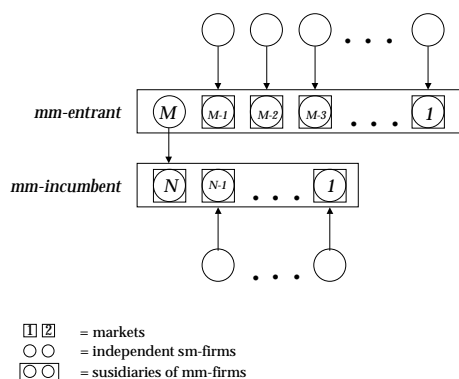 mm-entrant M M-1 M-2 M-3 . . . 1
mm-incumbent N N-1 . . . 1
1 2 = markets
= independent sm-firms
= susidiaries of mm-firms